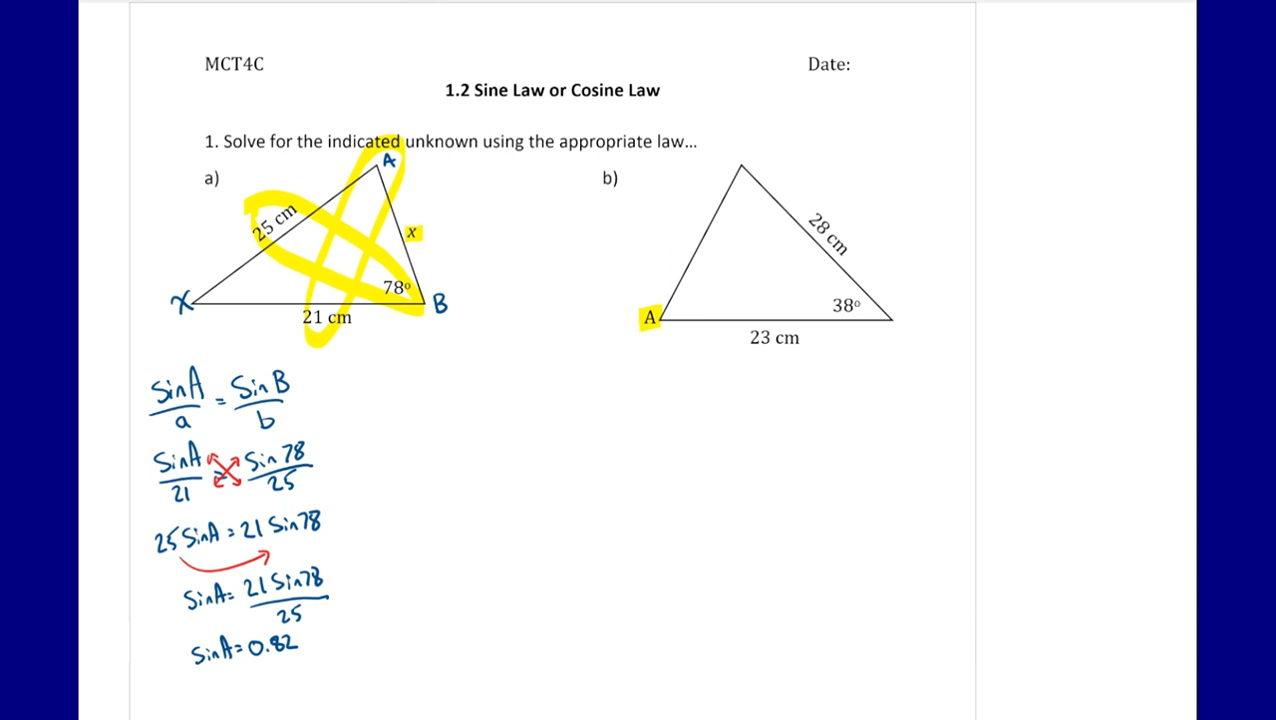 MCT4C
Date:
1.2 Sine Law or Cosine Law
1. Solve for the indicated unknown using the appropriate law...
a)
A
25 cm
x
78°
X
B
21 cm
b)
28 cm
A
38°
23 cm
SinA/a = SinB/b
SinA/21 = Sin78/25
25SinA = 21Sin78
SinA = 21Sin78/25
SinA = 0.82